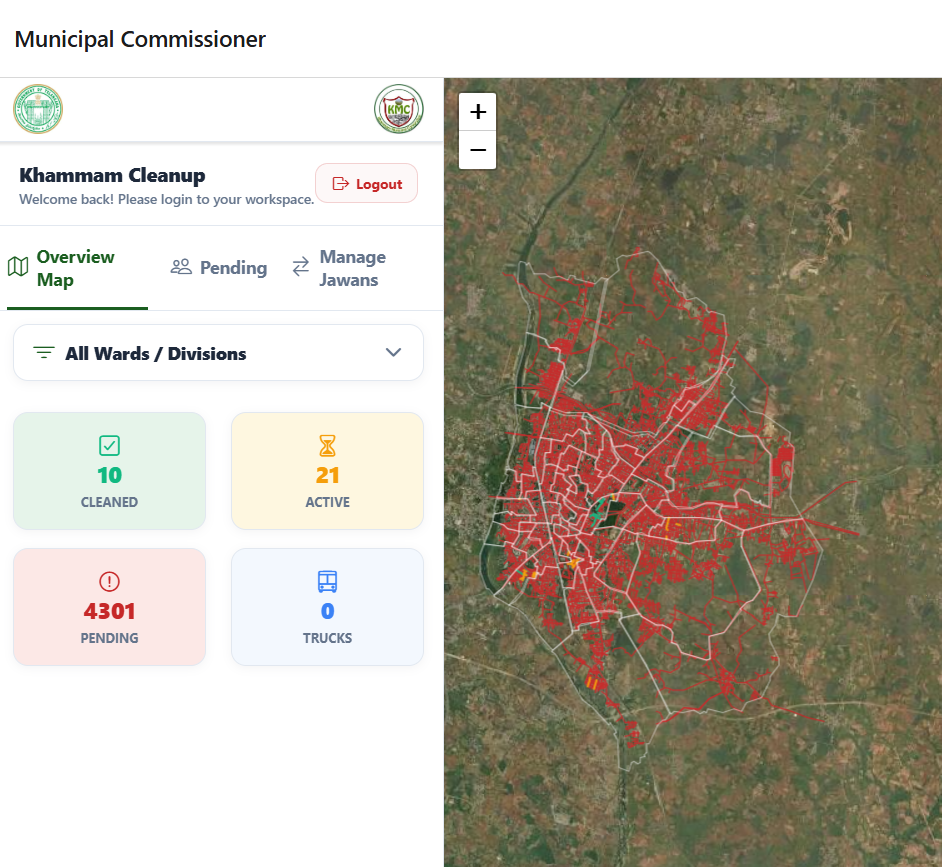 Municipal Commissioner
KMC
Khammam Cleanup
Welcome back! Please login to your workspace.
Logout
Overview
Map
Pending
Manage
Jawans
All Wards / Divisions
10
CLEANED
21
ACTIVE
4301
PENDING
0
TRUCKS
+
−